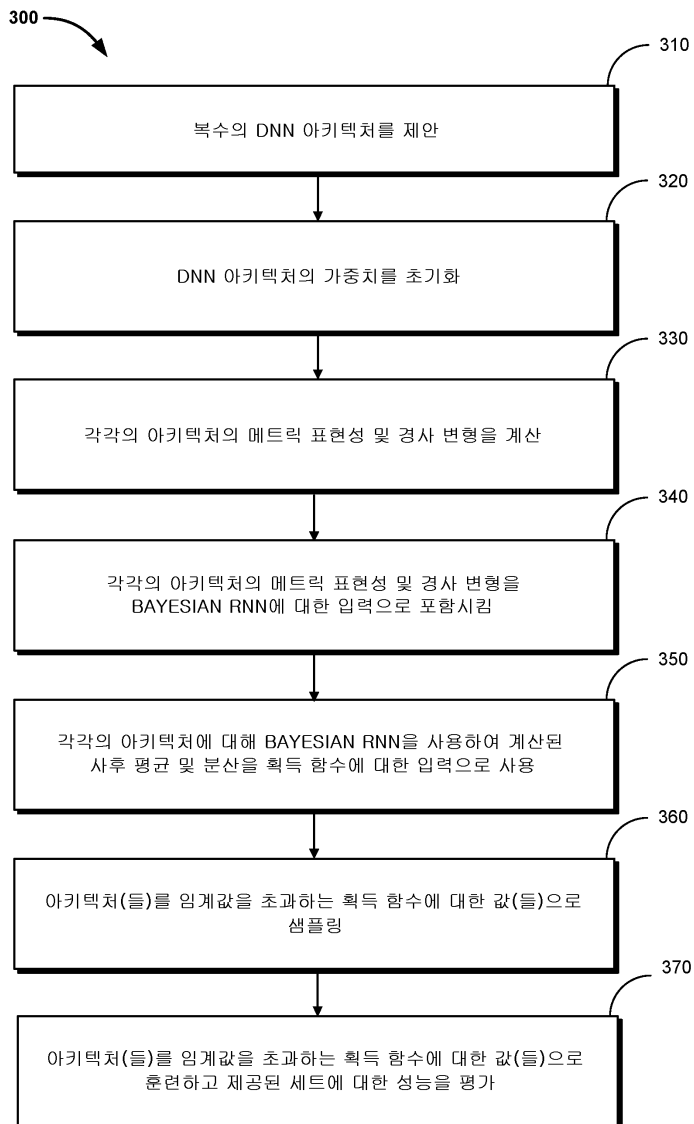 300
310
복수의 DNN 아키텍처를 제안
320
DNN 아키텍처의 가중치를 초기화
330
각각의 아키텍처의 메트릭 표현성 및 경사 변형을 계산
340
각각의 아키텍처의 메트릭 표현성 및 경사 변형을
BAYESIAN RNN에 대한 입력으로 포함시킴
350
각각의 아키텍처에 대해 BAYESIAN RNN을 사용하여 계산된
사후 평균 및 분산을 획득 함수에 대한 입력으로 사용
360
아키텍처(들)를 임계값을 초과하는 획득 함수에 대한 값(들)으로
샘플링
370
아키텍처(들)를 임계값을 초과하는 획득 함수에 대한 값(들)으로
훈련하고 제공된 세트에 대한 성능을 평가